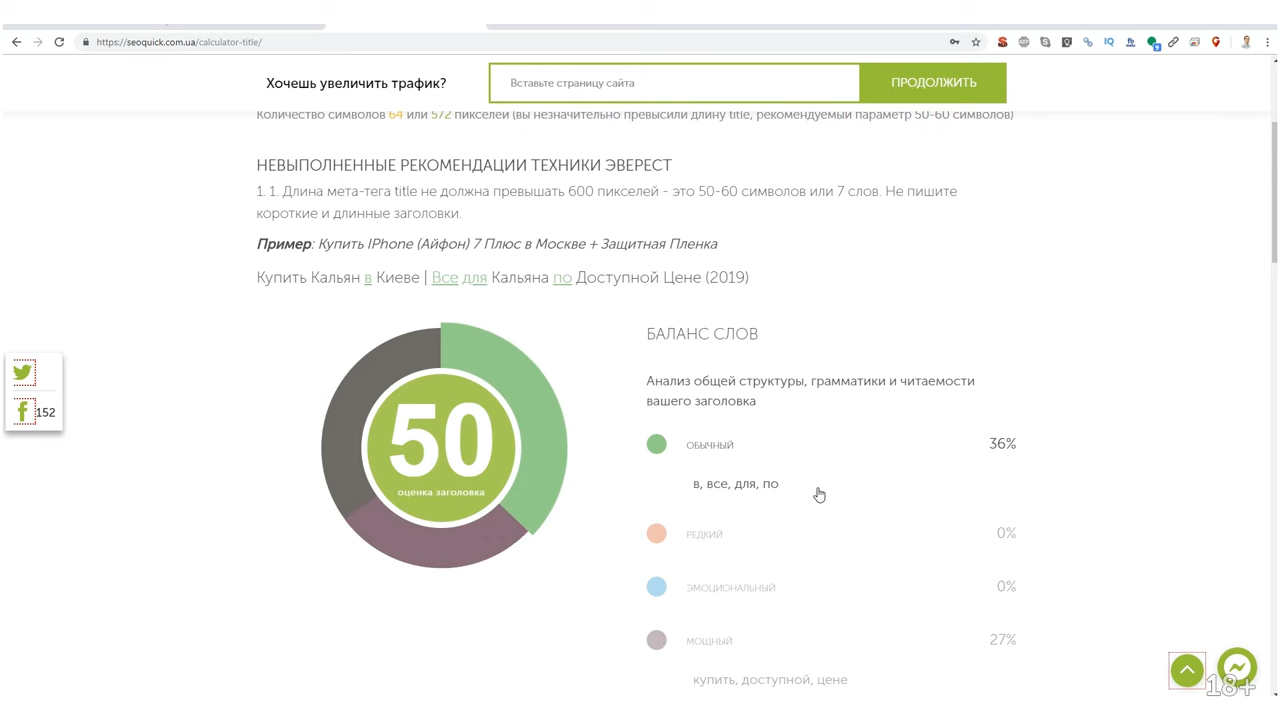 https://seoquick.com.ua/calculator-title/
Хочешь увеличить трафик?
Вставьте страницу сайта
ПРОДОЛЖИТЬ
Количество символов 64 или 572 пикселей (вы незначительно превысили длину title, рекомендуемый параметр 50-60 символов)
НЕВЫПОЛНЕННЫЕ РЕКОМЕНДАЦИИ ТЕХНИКИ ЭВЕРЕСТ
1. 1. Длина мета-тега title не должна превышать 600 пикселей - это 50-60 символов или 7 слов. Не пишите
короткие и длинные заголовки.
Пример: Купить IPhone (Айфон) 7 Плюс в Москве + Защитная Пленка
Купить Кальян в Киеве | Все для Кальяна по Доступной Цене (2019)
50
оценка заголовка
БАЛАНС СЛОВ
Анализ общей структуры, грамматики и читаемости
вашего заголовка
ОБЫЧНЫЙ 36%
в, все, для, по
РЕДКИЙ 0%
ЭМОЦИОНАЛЬНЫЙ 0%
МОЩНЫЙ 27%
купить, доступной, цене
152
18+